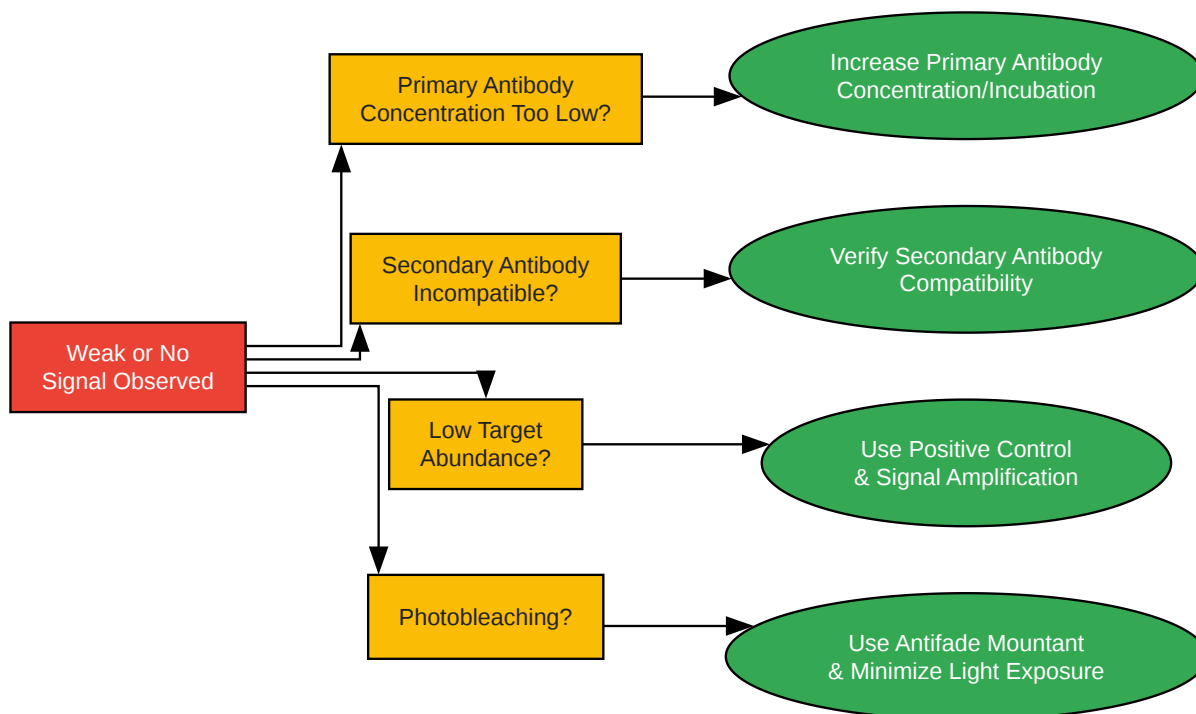 Primary Antibody
Concentration Too Low?
Increase Primary Antibody
Concentration/Incubation
Secondary Antibody
Incompatible?
Verify Secondary Antibody
Compatibility
Weak or No
Signal Observed
Low Target
Abundance?
Use Positive Control
& Signal Amplification
Photobleaching?
Use Antifade Mountant
& Minimize Light Exposure